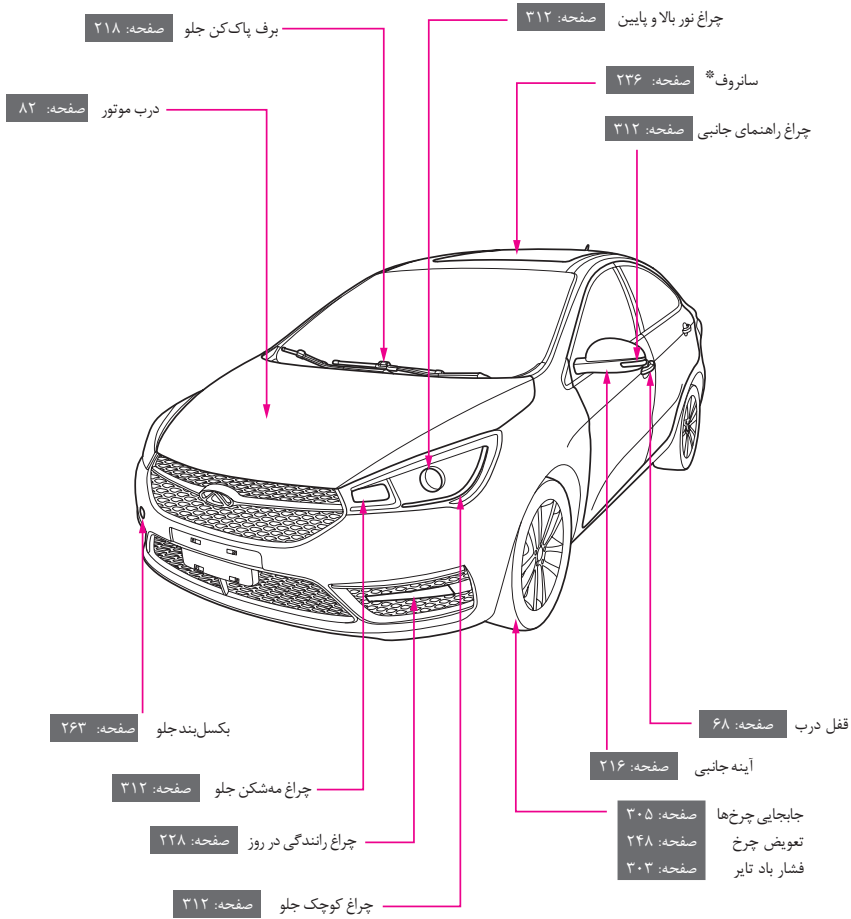 چراغ نور بالا و پایین صفحه: ۳۱۲
برف پاک‌کن جلو صفحه: ۲۱۸
سانروف* صفحه: ۲۳۶
درب موتور صفحه: ۸۲
چراغ راهنمای جانبی صفحه: ۳۱۲
قفل درب صفحه: ۶۸
بکسل‌بند جلو صفحه: ۲۶۳
آینه جانبی صفحه: ۲۱۶
چراغ مه‌شکن جلو صفحه: ۳۱۲
جابجایی چرخ‌ها صفحه: ۳۰۵
تعویض چرخ صفحه: ۲۴۸
فشار باد تایر صفحه: ۳۰۳
چراغ رانندگی در روز صفحه: ۲۲۸
چراغ کوچک جلو صفحه: ۳۱۲